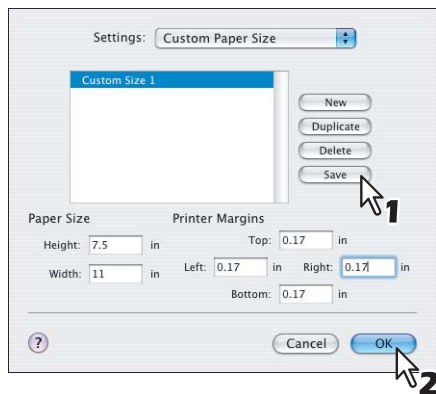 Settings: Custom Paper Size
Custom Size 1
New
Duplicate
Delete
Save
1
Paper Size
Printer Margins
Height: 7.5 in
Top: 0.17 in
Width: 11 in
Left: 0.17 in Right: 0.17 in
Bottom: 0.17 in
?
Cancel
OK
2